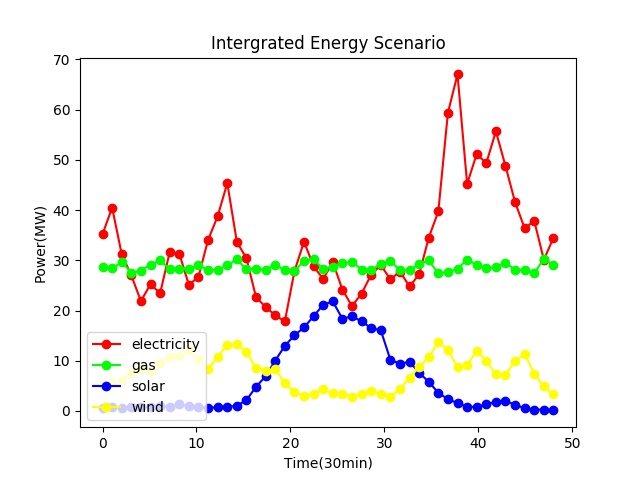 Intergrated Energy Scenario
Power(MW)
70
60
50
40
30
20
10
0
electricity
gas
solar
wind
0 10 20 30 40 50
Time(30min)